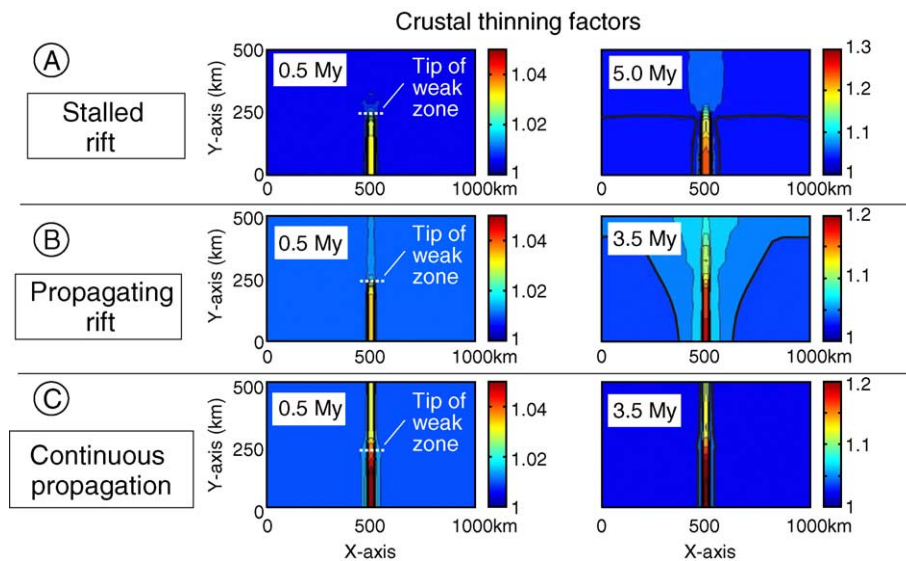 Crustal thinning factors
A
Stalled
rift
Y-axis (km)
500
250
0
0.5 My
Tip of
weak
zone
0
500
1000km
1.04
1.02
1
5.0 My
0
500
1000km
1.3
1.2
1.1
1
B
Propagating
rift
Y-axis (km)
500
250
0
0.5 My
Tip of
weak
zone
0
500
1000km
1.04
1.02
1
3.5 My
0
500
1000km
1.2
1.1
1
C
Continuous
propagation
Y-axis (km)
500
250
0
0.5 My
Tip of
weak
zone
0
500
1000km
X-axis
1.04
1.02
1
3.5 My
0
500
1000km
X-axis
1.2
1.1
1